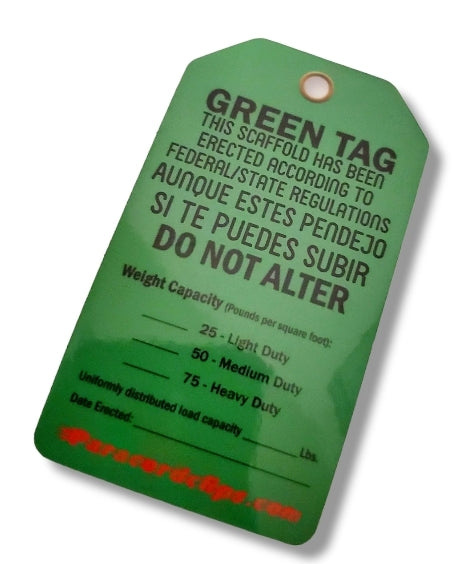 GREEN TAG
THIS SCAFFOLD HAS BEEN
ERECTED ACCORDING TO
FEDERAL/STATE REGULATIONS
AUNQUE ESTES PENDEJO
SI TE PUEDES SUBIR
DO NOT ALTER
Weight Capacity (Pounds per square foot):
25 - Light Duty
50 - Medium Duty
75 - Heavy Duty
Uniformly distributed load capacity Lbs.
Date Erected:
#Paracordclips.com